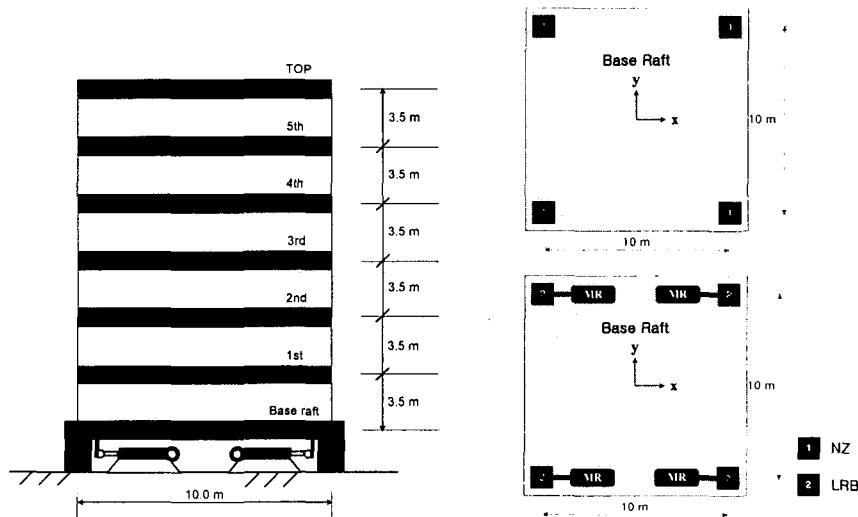 TOP
5th
4th
3rd
2nd
1st
Base raft
3.5 m
3.5 m
3.5 m
3.5 m
3.5 m
3.5 m
10.0 m
1
Base Raft
y
x
10 m
1
10 m
2 MR MR 2
Base Raft
y
x
10 m
2 MR MR 2
10 m
1 NZ
2 LRB